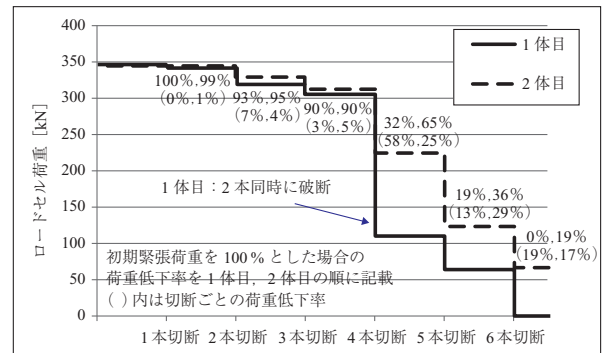 400
350
300
250
200
150
100
50
0
ロードセル荷重 [kN]
1 体目
2 体目
100%,99%
(0%,1%)
93%,95%
(7%,4%)
90%,90%
(3%,5%)
32%,65%
(58%,25%)
19%,36%
(13%,29%)
0%,19%
(19%,17%)
1 体目：2 本同時に破断
初期緊張荷重を 100 % とした場合の
荷重低下率を 1 体目，2 体目の順に記載
( ) 内は切断ごとの荷重低下率
1 本切断 2 本切断 3 本切断 4 本切断 5 本切断 6 本切断